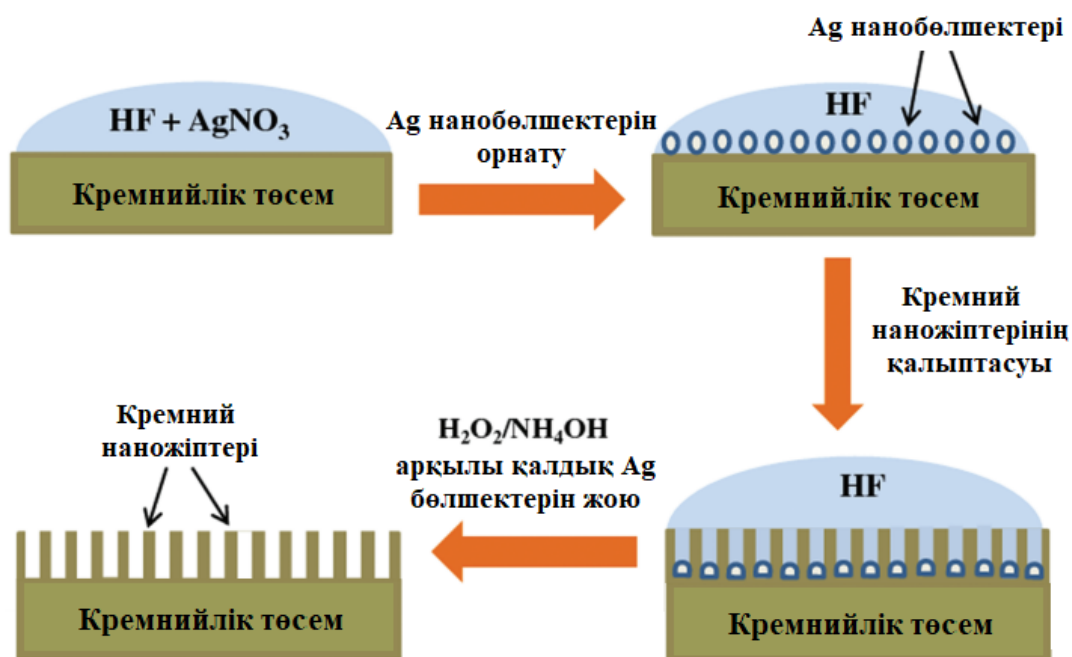 HF + AgNO₃
Кремнийлік төсем
Ag нанобөлшектерін
орнату
Ag нанобөлшектері
HF
Кремнийлік төсем
Кремний
наножіптерінің
қалыптасуы
HF
Кремнийлік төсем
H₂O₂/NH₄OH
арқылы қалдық Ag
бөлшектерін жою
Кремний
наножіптері
Кремнийлік төсем